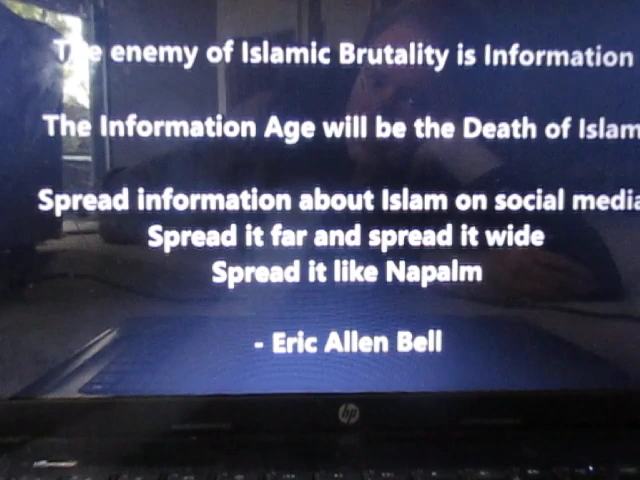 The enemy of Islamic Brutality is Information
The Information Age will be the Death of Islam
Spread information about Islam on social media
Spread it far and spread it wide
Spread it like Napalm
- Eric Allen Bell
hp